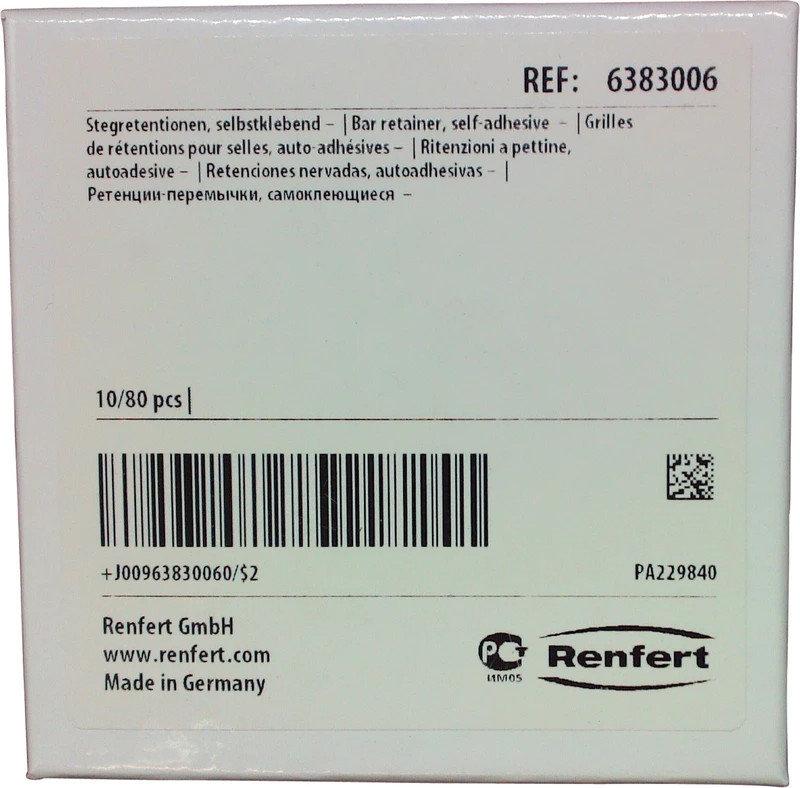 REF: 6383006
Stegretentionen, selbstklebend – | Bar retainer, self-adhesive – | Grilles
de rétentions pour selles, auto-adhésives – | Ritenzioni a pettine,
autoadesive – | Retenciones nervadas, autoadhesivas – |
Ретенции-перемычки, самоклеющиеся –
10/80 pcs |
+J00963830060/$2
PA229840
Renfert GmbH
www.renfert.com
Made in Germany
РСТ
ИМ05
Renfert